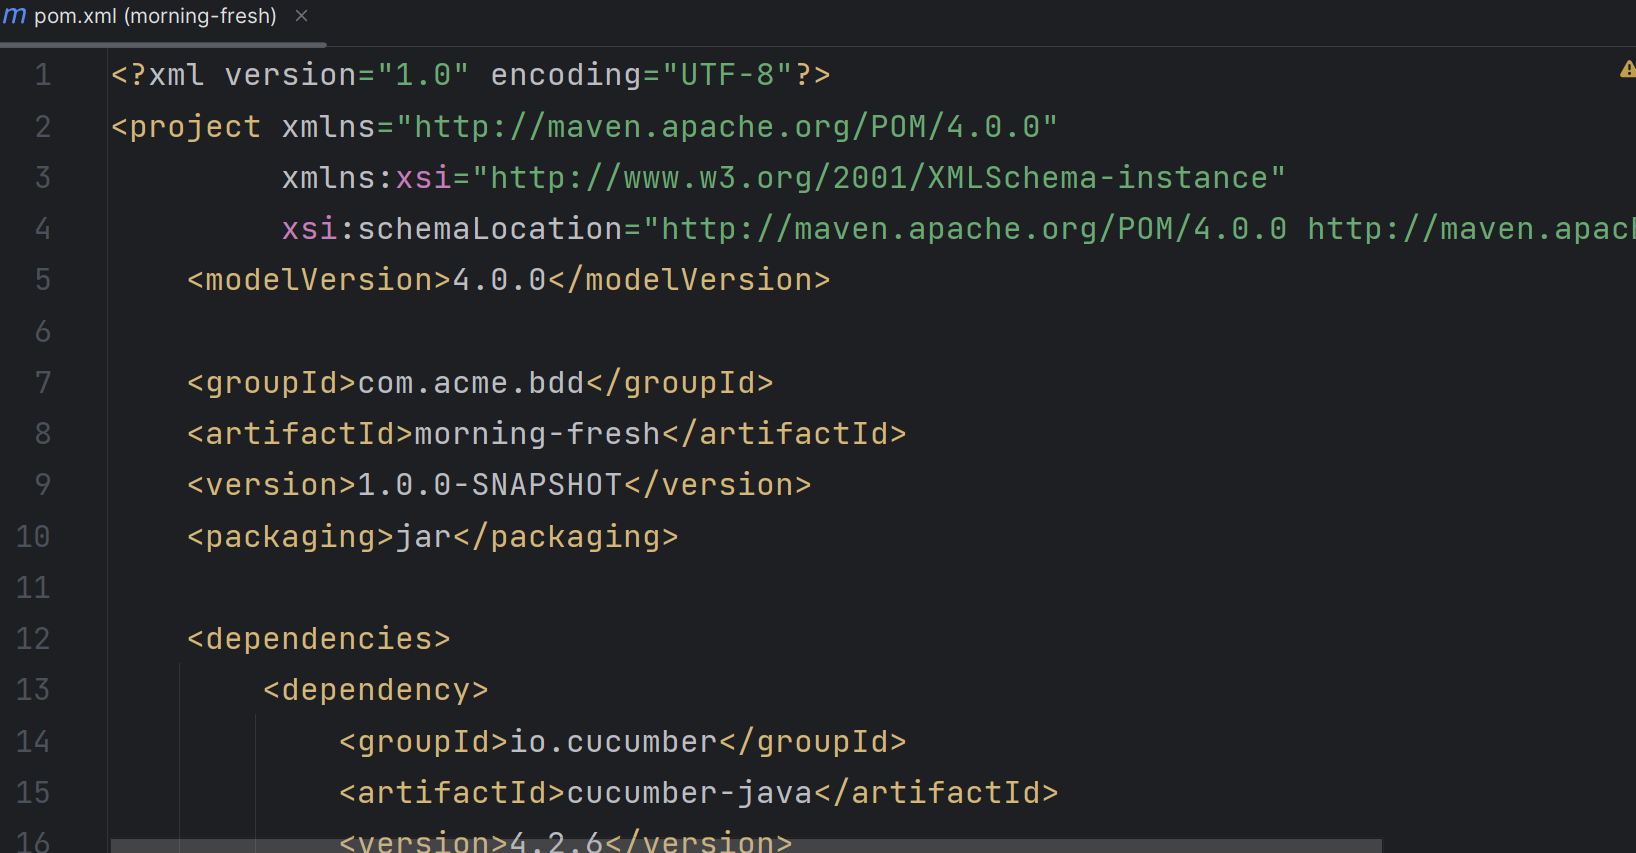 m pom.xml (morning-fresh) ×
1 <?xml version="1.0" encoding="UTF-8"?>
2 <project xmlns="http://maven.apache.org/POM/4.0.0"
3 xmlns:xsi="http://www.w3.org/2001/XMLSchema-instance"
4 xsi:schemaLocation="http://maven.apache.org/POM/4.0.0 http://maven.apac
5 <modelVersion>4.0.0</modelVersion>
6
7 <groupId>com.acme.bdd</groupId>
8 <artifactId>morning-fresh</artifactId>
9 <version>1.0.0-SNAPSHOT</version>
10 <packaging>jar</packaging>
11
12 <dependencies>
13 <dependency>
14 <groupId>io.cucumber</groupId>
15 <artifactId>cucumber-java</artifactId>
16 <version>4.2.6</version>